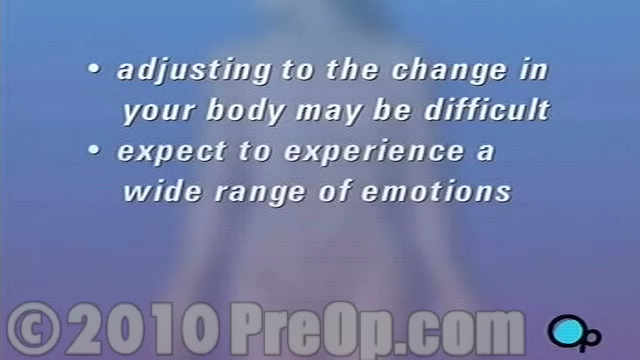 • adjusting to the change in
your body may be difficult
• expect to experience a
wide range of emotions
© 2010 PreOp.com
Op